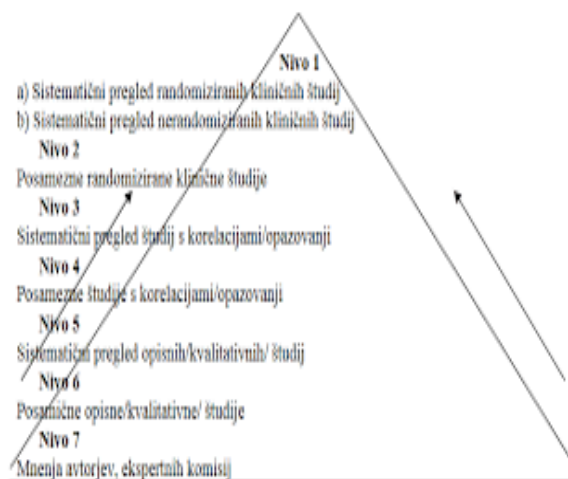 Nivo 1
a) Sistematični pregled randomiziranih kliničnih študij
b) Sistematični pregled nerandomiziranih kliničnih študij
Nivo 2
Posamezne randomizirane klinične študije
Nivo 3
Sistematični pregled študij s korelacijami/opazovanji
Nivo 4
Posamezne študije s korelacijami/opazovanji
Nivo 5
Sistematični pregled opisnih/kvalitativnih/ študij
Nivo 6
Posamične opisne/kvalitativne/ študije
Nivo 7
Mnenja avtorjev, ekspertnih komisij